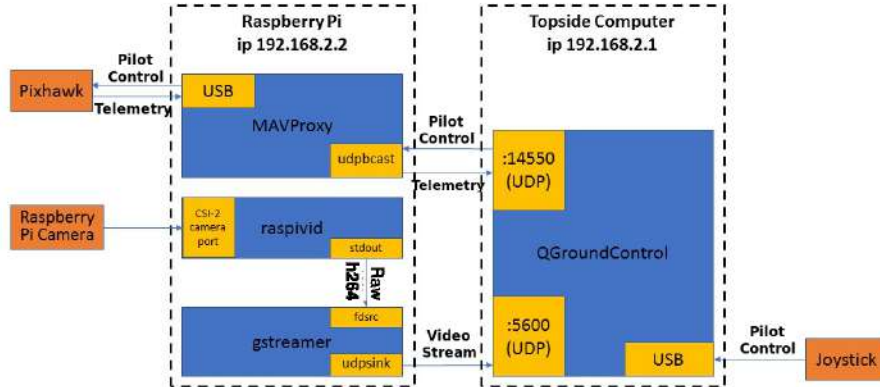 Raspberry Pi
ip 192.168.2.2
Topside Computer
ip 192.168.2.1
Pilot
Control
Pixhawk
Telemetry
USB
MAVProxy
udpbcast
Pilot
Control
Telemetry
:14550
(UDP)
Raspberry
Pi Camera
CSI-2
camera
port
raspivid
stdout
Raw
h264
QGroundControl
fdsrc
gstreamer
udpsink
Video
Stream
:5600
(UDP)
USB
Pilot
Control
Joystick